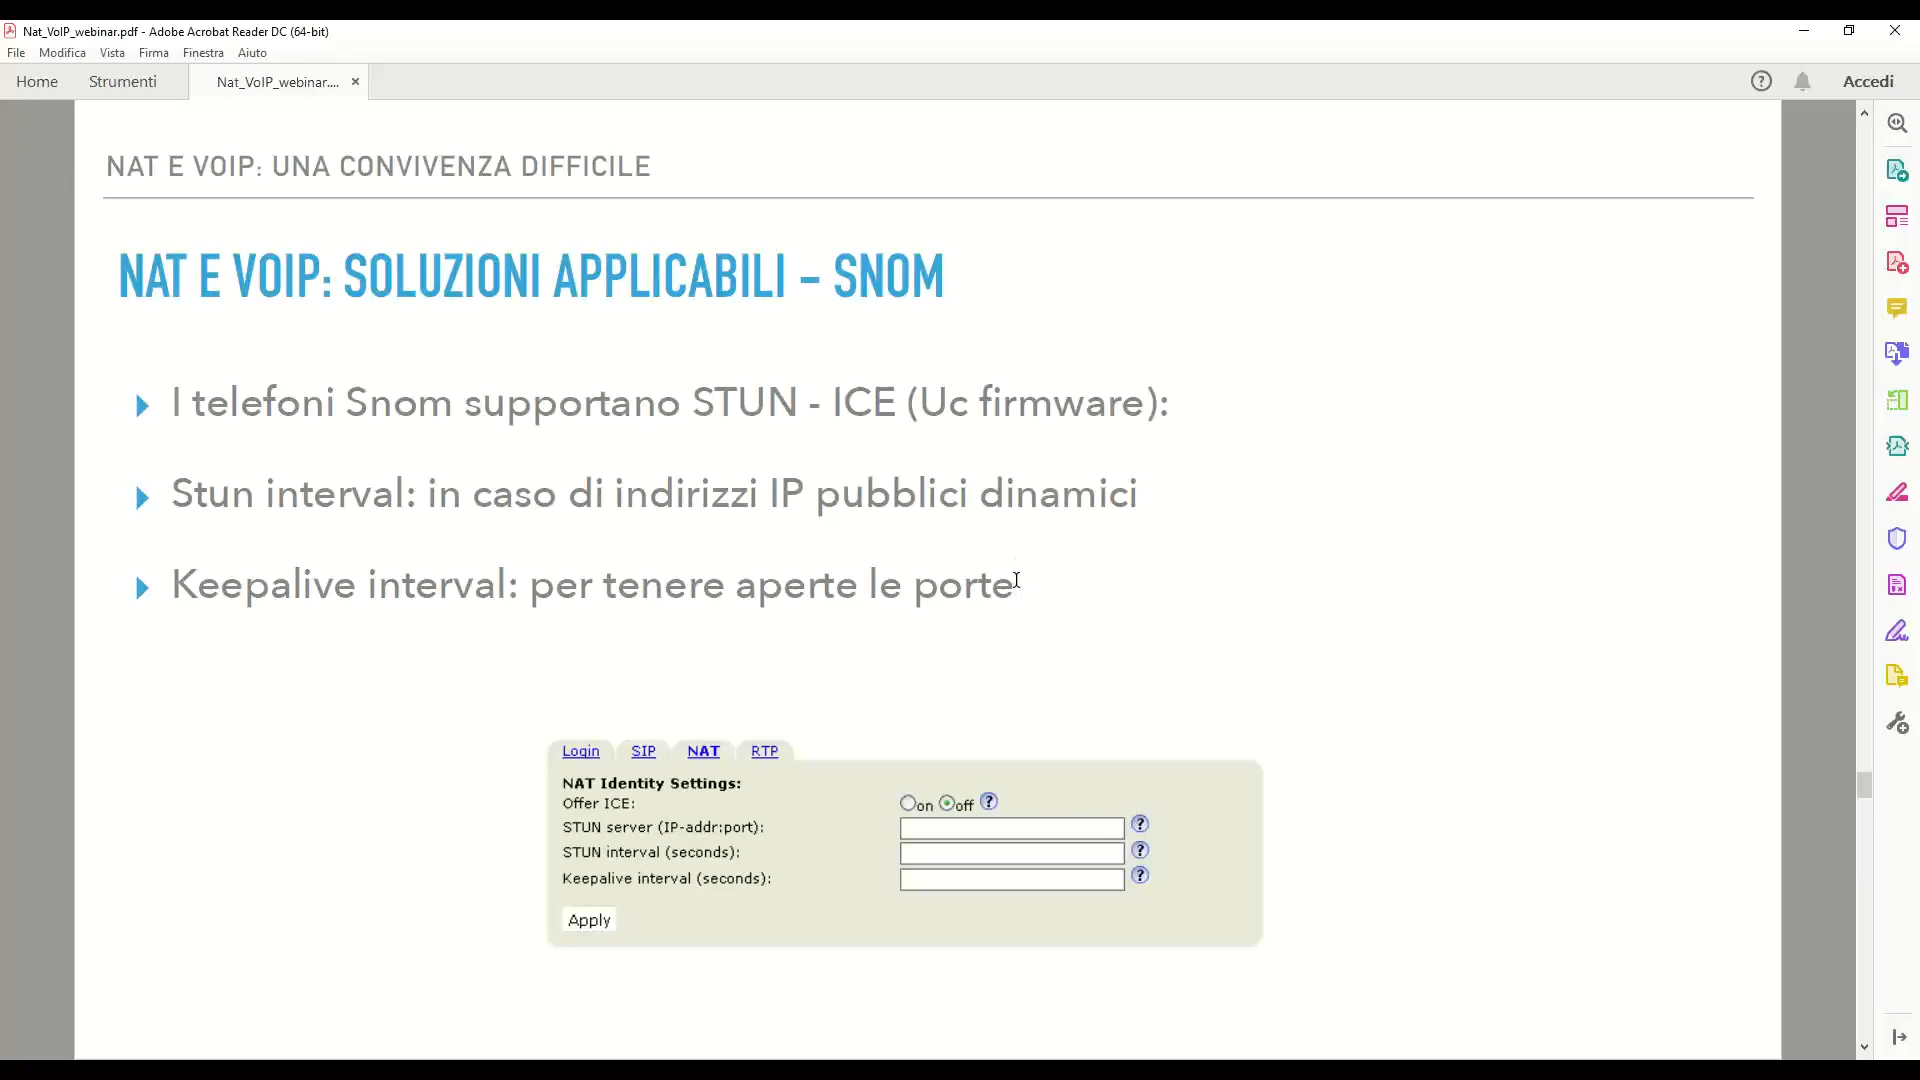 Nat_VoIP_webinar.pdf - Adobe Acrobat Reader DC (64-bit)
File Modifica Vista Firma Finestra Aiuto
Home Strumenti Nat_VoIP_webinar.... × Accedi
NAT E VOIP: UNA CONVIVENZA DIFFICILE
NAT E VOIP: SOLUZIONI APPLICABILI – SNOM
I telefoni Snom supportano STUN - ICE (Uc firmware):
Stun interval: in caso di indirizzi IP pubblici dinamici
Keepalive interval: per tenere aperte le porte
Login SIP NAT RTP
NAT Identity Settings:
Offer ICE: on off ?
STUN server (IP-addr:port): ?
STUN interval (seconds): ?
Keepalive interval (seconds): ?
Apply